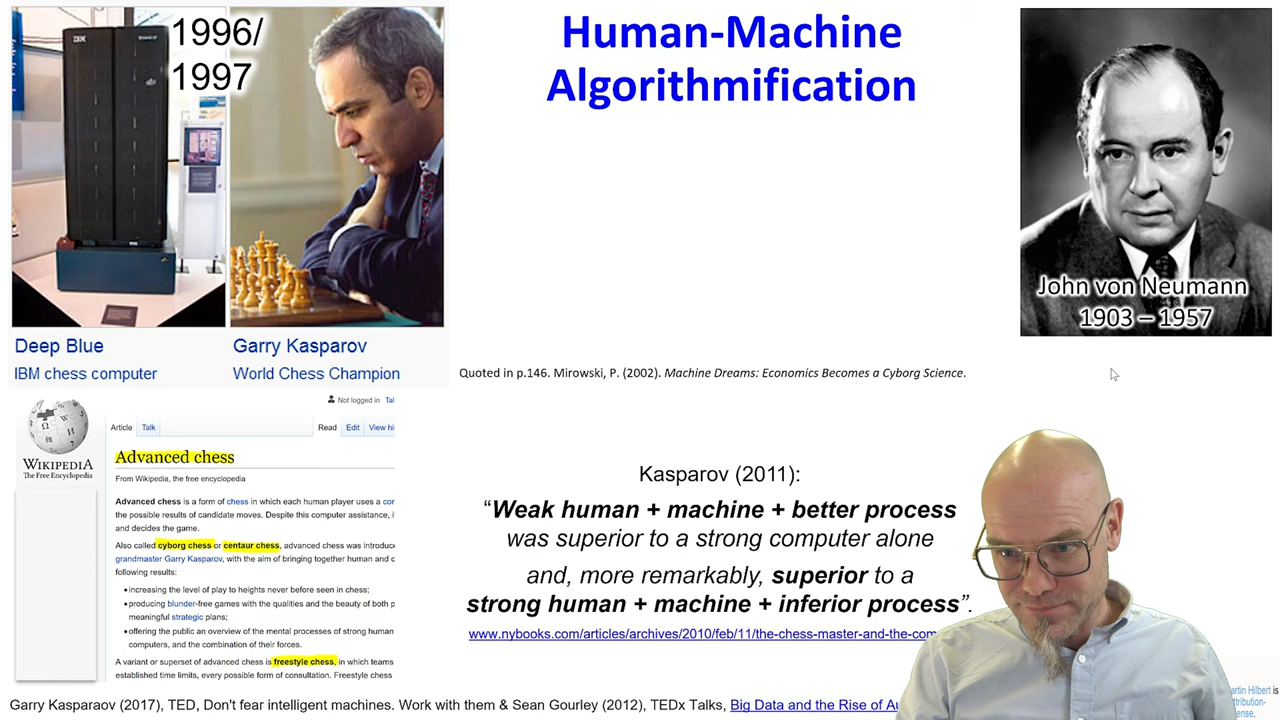 1996/
1997
Human-Machine
Algorithmification
John von Neumann
1903 – 1957
Deep Blue
IBM chess computer
Garry Kasparov
World Chess Champion
IBM
Quoted in p.146. Mirowski, P. (2002). Machine Dreams: Economics Becomes a Cyborg Science.
WIKIPEDIA
The Free Encyclopedia
Not logged in Tal
Article Talk Read Edit View hi
Advanced chess
From Wikipedia, the free encyclopedia
Advanced chess is a form of chess in which each human player uses a cor
the possible results of candidate moves. Despite this computer assistance, i
and decides the game.
Also called cyborg chess or centaur chess, advanced chess was introduc
grandmaster Garry Kasparov, with the aim of bringing together human and c
following results:
•increasing the level of play to heights never before seen in chess;
•producing blunder-free games with the qualities and the beauty of both p
meaningful strategic plans;
•offering the public an overview of the mental processes of strong human
computers, and the combination of their forces.
A variant or superset of advanced chess is freestyle chess, in which teams
established time limits, every possible form of consultation. Freestyle chess
Kasparov (2011):
“Weak human + machine + better process
was superior to a strong computer alone
and, more remarkably, superior to a
strong human + machine + inferior process”.
www.nybooks.com/articles/archives/2010/feb/11/the-chess-master-and-the-com
Garry Kasparaov (2017), TED, Don't fear intelligent machines. Work with them & Sean Gourley (2012), TEDx Talks, Big Data and the Rise of Au
artin Hilbert is
ttribution-
ense.